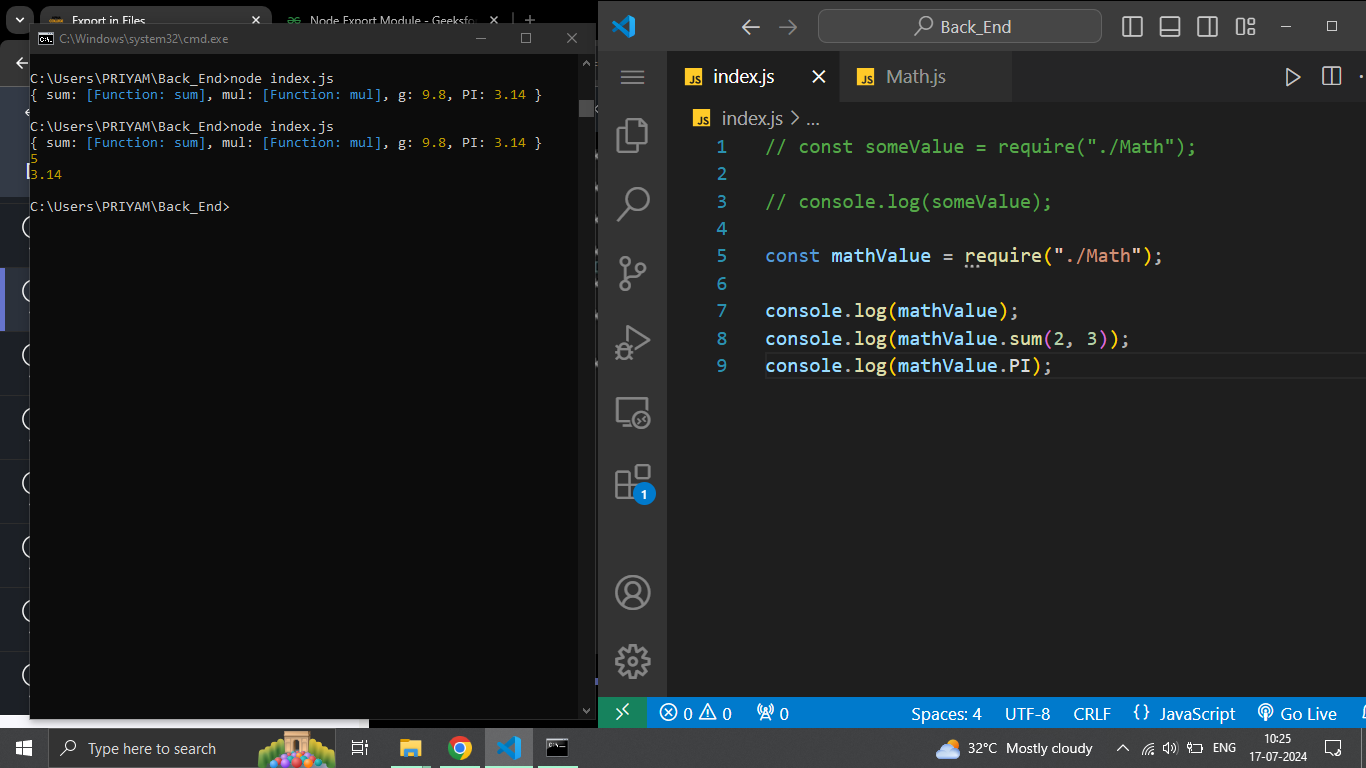 Export in Files
Node Export Module - Geeksfo
C:\Windows\system32\cmd.exe
C:\Users\PRIYAM\Back_End>node index.js
{ sum: [Function: sum], mul: [Function: mul], g: 9.8, PI: 3.14 }
C:\Users\PRIYAM\Back_End>node index.js
{ sum: [Function: sum], mul: [Function: mul], g: 9.8, PI: 3.14 }
5
3.14
C:\Users\PRIYAM\Back_End>
Back_End
JS index.js
JS Math.js
JS index.js > ...
1 // const someValue = require("./Math");
2
3 // console.log(someValue);
4
5 const mathValue = require("./Math");
6
7 console.log(mathValue);
8 console.log(mathValue.sum(2, 3));
9 console.log(mathValue.PI);
1
0 0 0 Spaces: 4 UTF-8 CRLF {} JavaScript Go Live
Type here to search
32°C Mostly cloudy ENG
10:25
17-07-2024